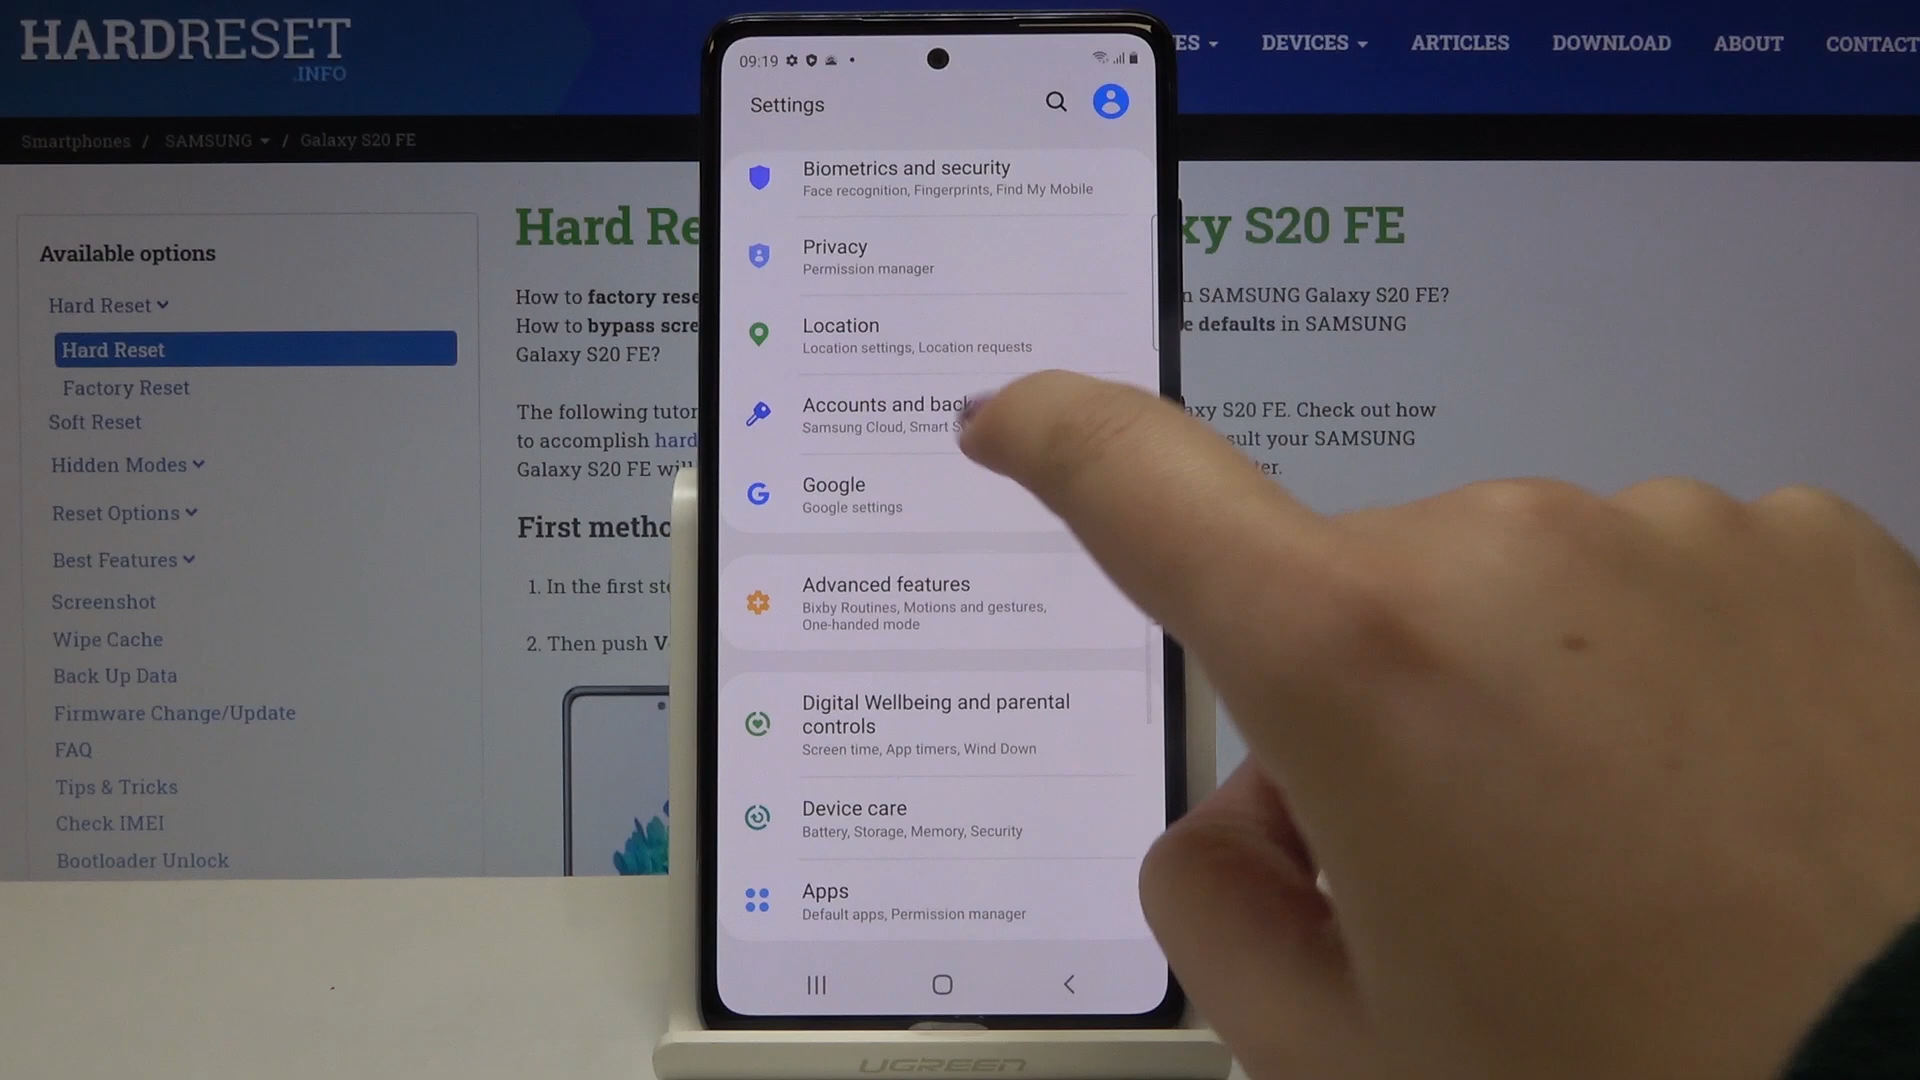 HARDRESET
.INFO
ES DEVICES ARTICLES DOWNLOAD ABOUT CONTACT
Smartphones / SAMSUNG / Galaxy S20 FE
Available options
Hard Reset
Hard Reset
Factory Reset
Soft Reset
Hidden Modes
Reset Options
Best Features
Screenshot
Wipe Cache
Back Up Data
Firmware Change/Update
FAQ
Tips & Tricks
Check IMEI
Bootloader Unlock
Hard Re
xy S20 FE
How to factory rese
n SAMSUNG Galaxy S20 FE?
How to bypass scre
e defaults in SAMSUNG
Galaxy S20 FE?
The following tutor
axy S20 FE. Check out how
to accomplish hard
sult your SAMSUNG
Galaxy S20 FE will
er.
First metho
1. In the first ste
2. Then push V
09:19
Settings
Biometrics and security
Face recognition, Fingerprints, Find My Mobile
Privacy
Permission manager
Location
Location settings, Location requests
Accounts and back
Samsung Cloud, Smart S
Google
Google settings
Advanced features
Bixby Routines, Motions and gestures,
One-handed mode
Digital Wellbeing and parental
controls
Screen time, App timers, Wind Down
Device care
Battery, Storage, Memory, Security
Apps
Default apps, Permission manager
UGREEN